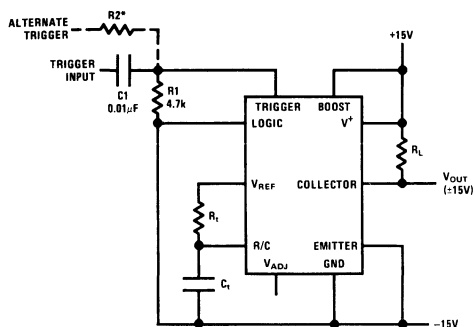 ALTERNATE
TRIGGER
R2*
+15V
TRIGGER
INPUT
C1
0.01μF
R1
4.7k
TRIGGER
BOOST
LOGIC
V+
RL
VREF
COLLECTOR
VOUT
(±15V)
Rt
R/C
EMITTER
VADJ
GND
Ct
−15V